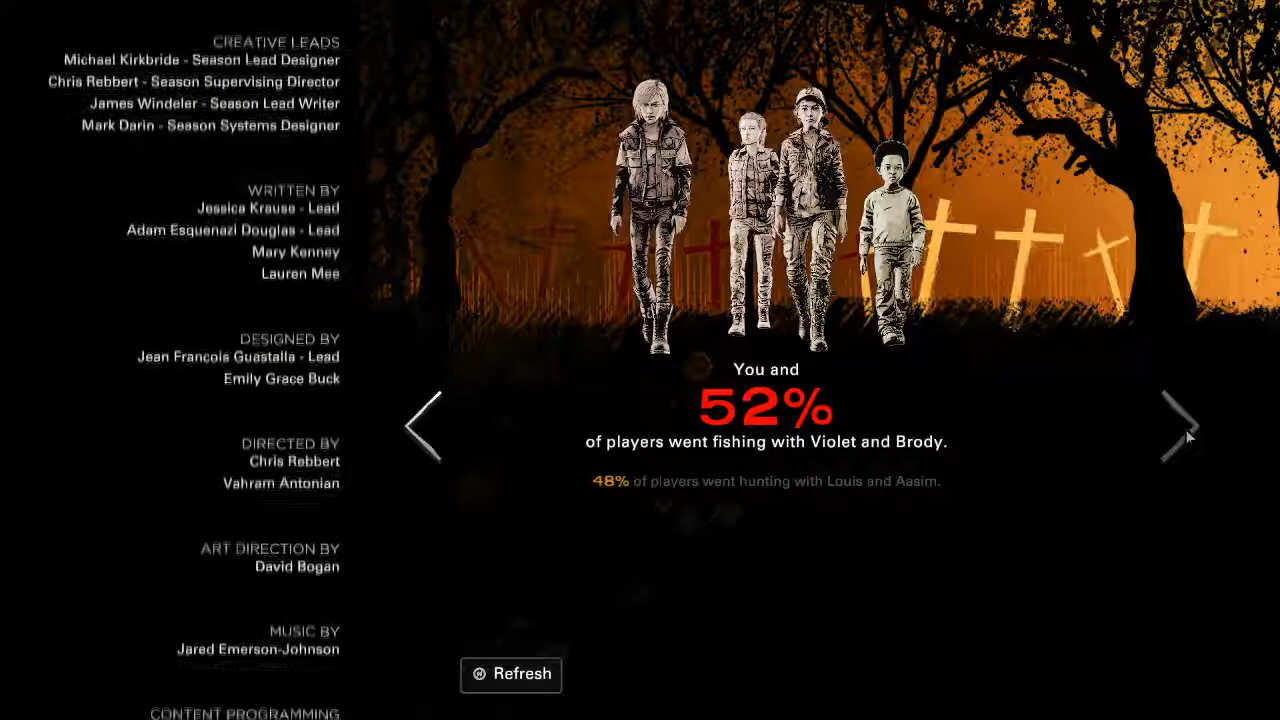 CREATIVE LEADS
Michael Kirkbride - Season Lead Designer
Chris Rebbert - Season Supervising Director
James Windeler - Season Lead Writer
Mark Darin - Season Systems Designer
WRITTEN BY
Jessica Krause - Lead
Adam Esquenazi Douglas - Lead
Mary Kenney
Lauren Mee
DESIGNED BY
Jean Francois Guastalla - Lead
Emily Grace Buck
DIRECTED BY
Chris Rebbert
Vahram Antonian
ART DIRECTION BY
David Bogan
MUSIC BY
Jared Emerson-Johnson
CONTENT PROGRAMMING
You and
52%
of players went fishing with Violet and Brody.
48% of players went hunting with Louis and Aasim.
Refresh